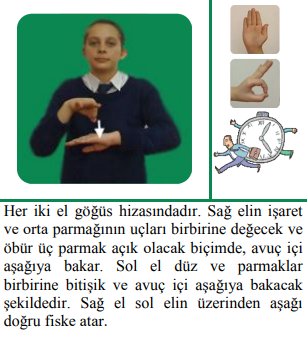 Her iki el göğüs hizasındadır. Sağ elin işaret
ve orta parmağının uçları birbirine değecek ve
öbür üç parmak açık olacak biçimde, avuç içi
aşağıya bakar. Sol el düz ve parmaklar
birbirine bitişik ve avuç içi aşağıya bakacak
şekildedir. Sağ el sol elin üzerinden aşağı
doğru fiske atar.